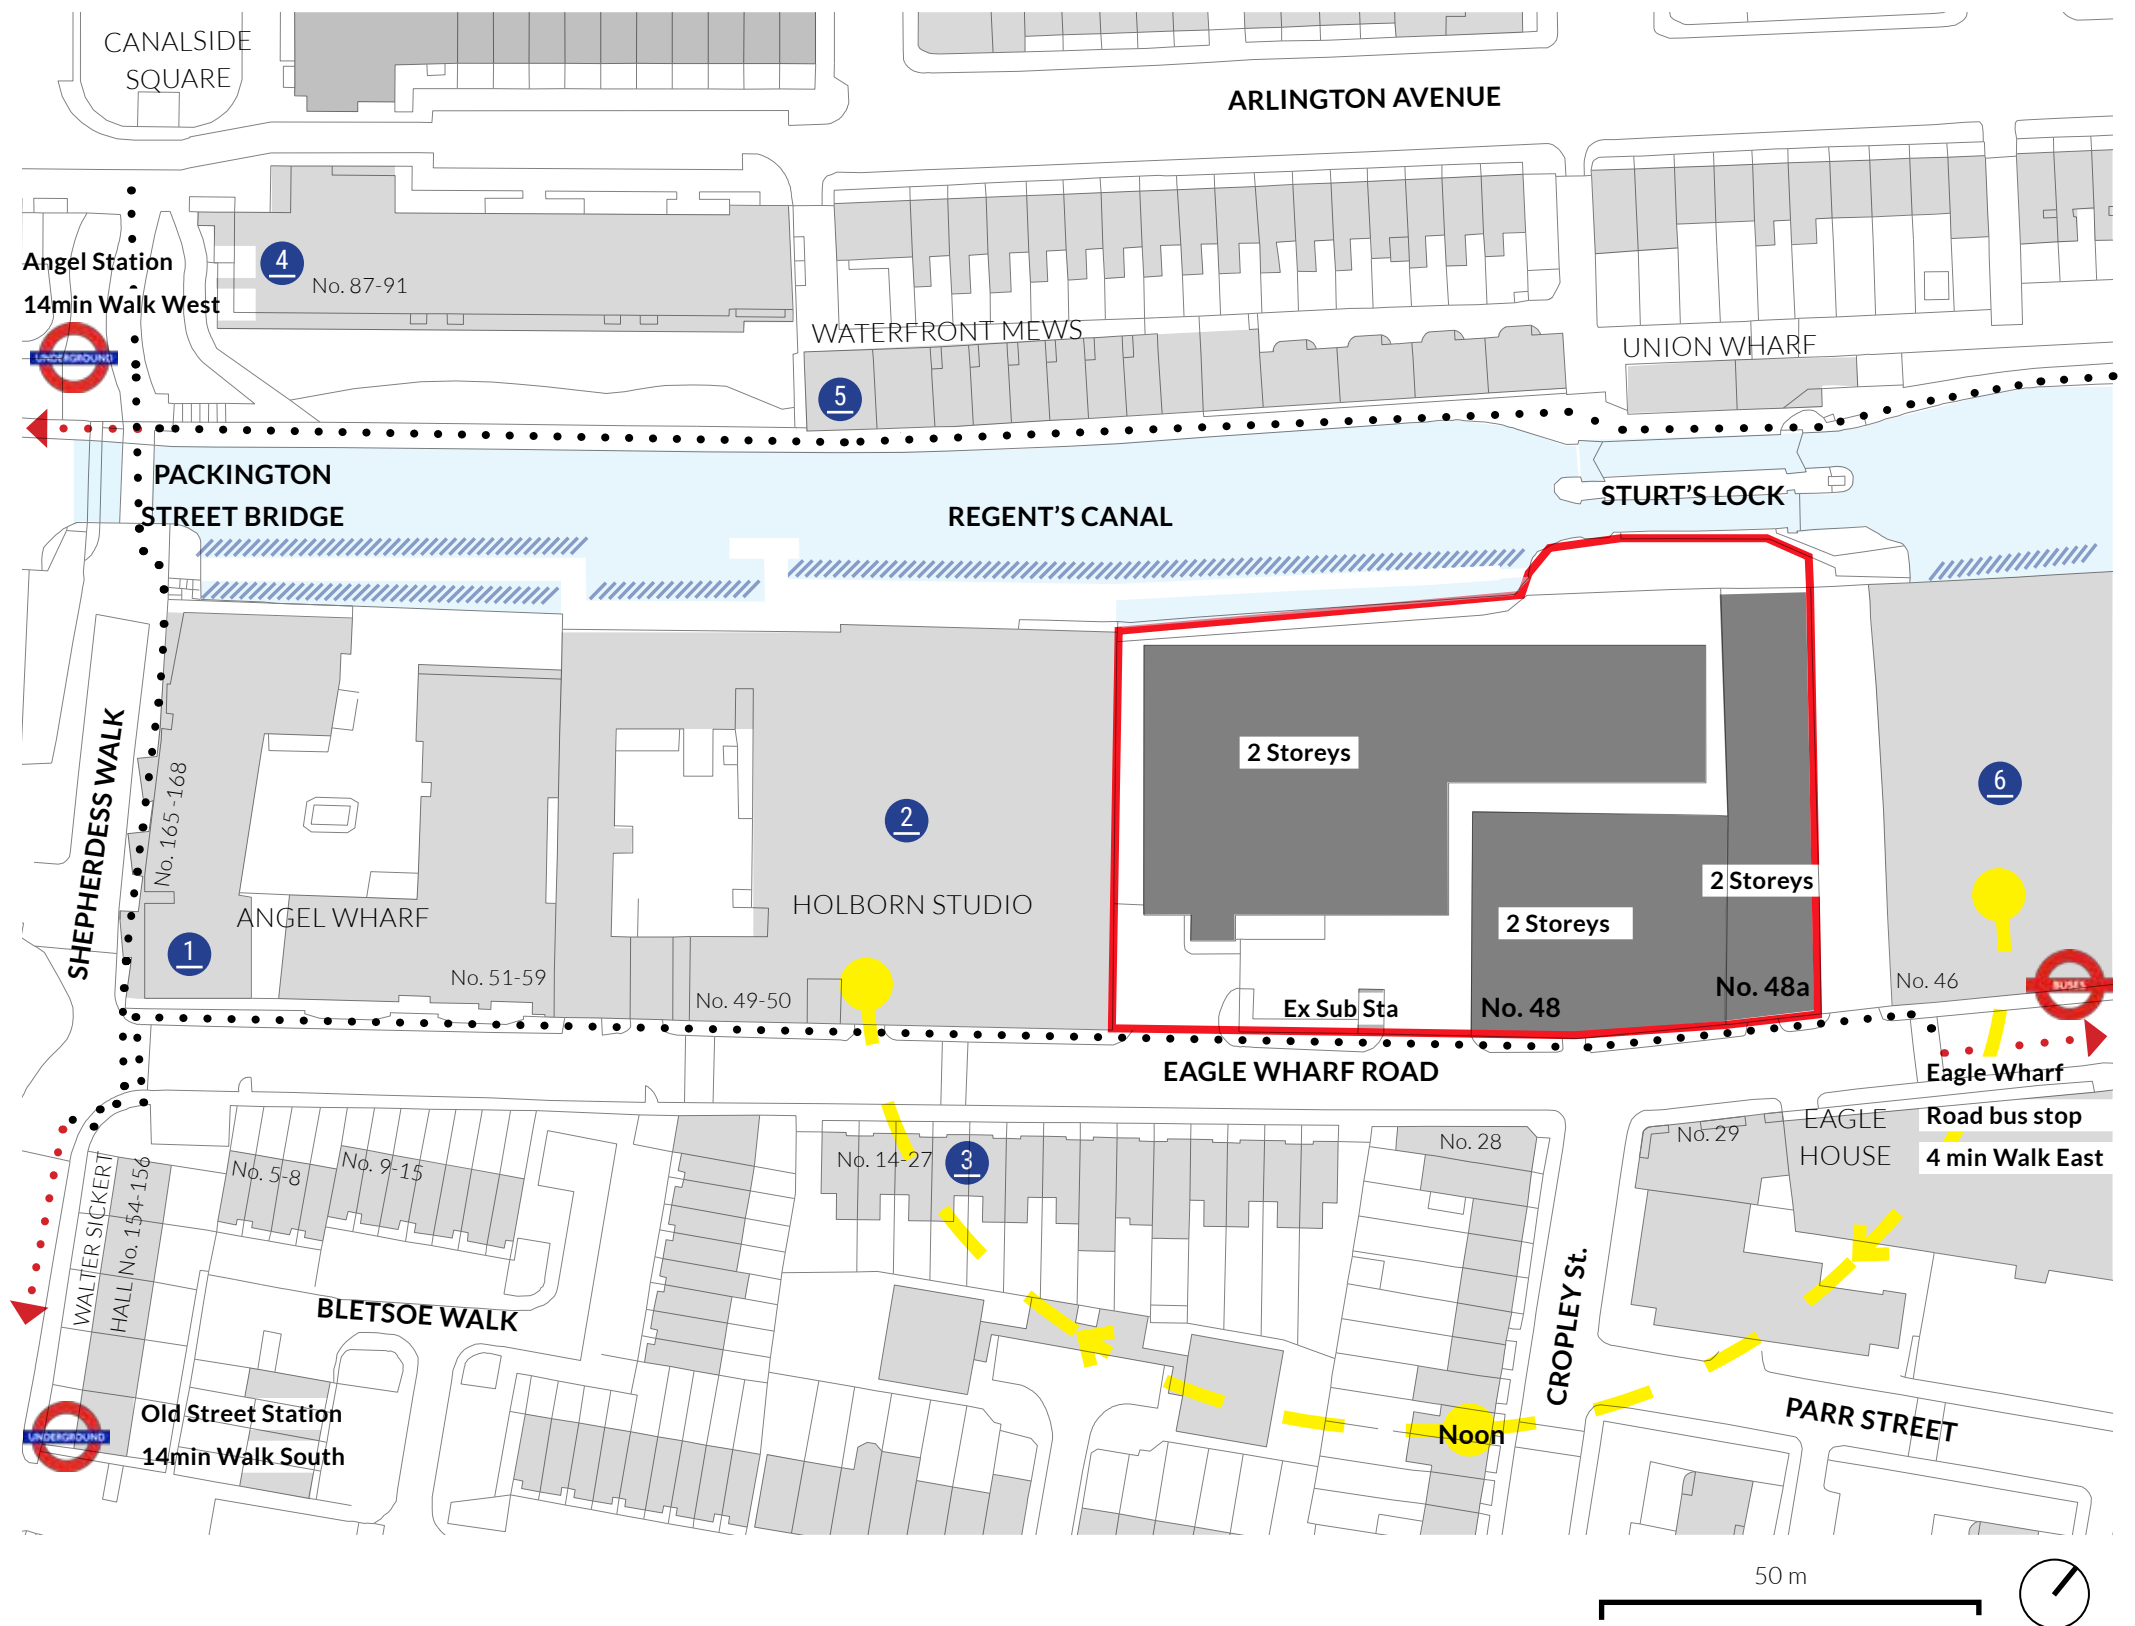 CANALSIDE
SQUARE
ARLINGTON AVENUE
Angel Station
14min Walk West
UNDERGROUND
4
No. 87-91
WATERFRONT MEWS
5
UNION WHARF
PACKINGTON
STREET BRIDGE
REGENT'S CANAL
STURT'S LOCK
SHEPHERDESS WALK
No. 165 -168
ANGEL WHARF
1
No. 51-59
2
HOLBORN STUDIO
No. 49-50
2 Storeys
2 Storeys
2 Storeys
Ex Sub Sta
No. 48
No. 48a
6
No. 46
BUSES
EAGLE WHARF ROAD
Eagle Wharf
Road bus stop
4 min Walk East
EAGLE
HOUSE
No. 29
No. 28
No. 14-27
3
No. 5-8
No. 9-15
WALTER SICKERT
HALL No. 154-156
BLETSOE WALK
CROPLEY St.
PARR STREET
Noon
Old Street Station
14min Walk South
UNDERGROUND
50 m